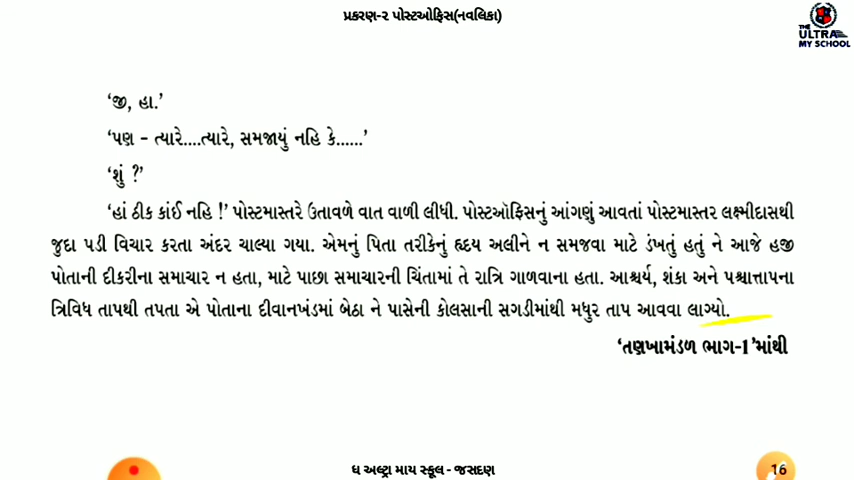 પ્રકરણ-૨ પોસ્ટઓફિસ(નવલિકા)
THE
ULTRA
MY SCHOOL
‘જી, હા.’
‘પણ – ત્યારે....ત્યારે, સમજાયું નહિ કે......’
‘શું ?’
‘હાં ઠીક કાંઈ નહિ !’ પોસ્ટમાસ્તરે ઉતાવળે વાત વાળી લીધી. પોસ્ટઑફિસનું આંગણું આવતાં પોસ્ટમાસ્તર લક્ષ્મીદાસથી
જુદા પડી વિચાર કરતા અંદર ચાલ્યા ગયા. એમનું પિતા તરીકેનું હૃદય અલીને ન સમજવા માટે ડંખતું હતું ને આજે હજી
પોતાની દીકરીના સમાચાર ન હતા, માટે પાછા સમાચારની ચિંતામાં તે રાત્રિ ગાળવાના હતા. આશ્ચર્ય, શંકા અને પશ્ચાત્તાપના
ત્રિવિધ તાપથી તપતા એ પોતાના દીવાનખંડમાં બેઠા ને પાસેની કોલસાની સગડીમાંથી મધુર તાપ આવવા લાગ્યો.
‘તણખામંડળ ભાગ-1’માંથી
ધ અલ્ટ્રા માય સ્કૂલ - જસદણ
16